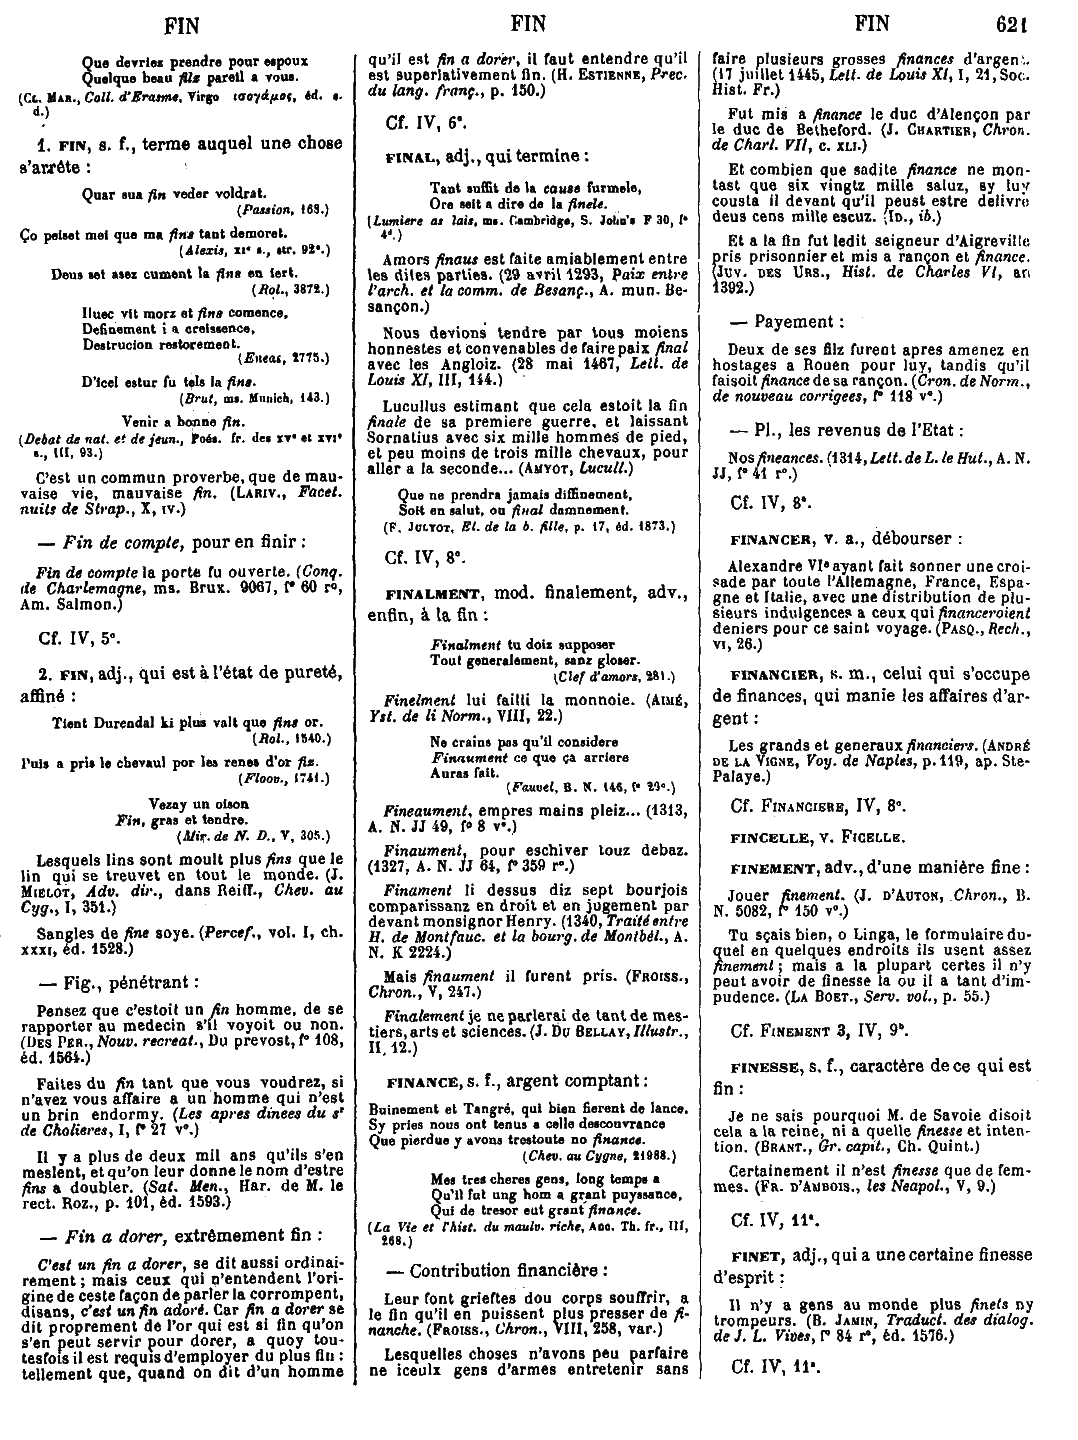 FIN
FIN
FIN
621
Que devriez prendre pour espoux
Quelque beau filz pareil a vous.
(CL. MAR., Coll. d'Erasme, Virgo ισογάμος, éd. s.
d.)
1. FIN, s. f., terme auquel une chose
s'arrête :
Quar sua fin veder voldrat.
(Passion, 169.)
Ço peiset mei que ma fins tant demoret.
(Alexis, XIe s., str. 92e.)
Deus set asez cument la fins en iert.
(Rol., 3872.)
Iluec vit morz et fins comence,
Definement i a creissence,
Destrucion restorement.
(Eneas, 2775.)
D'icel estur fu tels la fins.
(Brut, ms. Munich, 143.)
Venir a bonne fin.
(Debat de nat. et de jeun., Poés. fr. des XVe et XVIe
s., III, 93.)
C'est un commun proverbe, que de mau-
vaise vie, mauvaise fin. (LARIV., Facet.
nuits de Strap., X, IV.)
— Fin de compte, pour en finir :
Fin de compte la porte fu ouverte. (Conq.
de Charlemagne, ms. Brux. 9067, f° 60 r°,
Am. Salmon.)
Cf. IV, 5c.
2. FIN, adj., qui est à l'état de pureté,
affiné :
Tient Durendal ki plus valt que fins or.
(Rol., 1540.)
Puis a pris le chevaul por les renes d'or fis.
(Floov., 1741.)
Vezay un oison
Fin, gras et tendre.
(Mir. de N. D., V, 305.)
Lesquels lins sont moult plus fins que le
lin qui se treuvet en tout le monde. (J.
MIELOT, Adv. dir., dans Reiff., Chev. au
Cyg., I, 351.)
Sangles de fine soye. (Percef., vol. I, ch.
XXXI, éd. 1528.)
— Fig., pénétrant :
Pensez que c'estoit un fin homme, de se
rapporter au medecin s'il voyoit ou non.
(DES PER., Nouv. recreat., Du prevost, f° 108,
éd. 1564.)
Faites du fin tant que vous voudrez, si
n'avez vous affaire a un homme qui n'est
un brin endormy. (Les apres dinees du sr
de Cholieres, I, f° 27 v°.)
Il y a plus de deux mil ans qu'ils s'en
meslent, et qu'on leur donne le nom d'estre
fins a doubler. (Sat. Men., Har. de M. le
rect. Roz., p. 101, éd. 1593.)
— Fin a dorer, extrêmement fin :
C'est un fin a dorer, se dit aussi ordinai-
rement ; mais ceux qui n'entendent l'ori-
gine de ceste façon de parler la corrompent,
disans, c'est un fin adoré. Car fin a dorer se
dit proprement de l'or qui est si fin qu'on
s'en peut servir pour dorer, a quoy tou-
tesfois il est requis d'employer du plus fin :
tellement que, quand on dit d'un homme
qu'il est fin a dorer, il faut entendre qu'il
est superlativement fin. (H. ESTIENNE, Prec.
du lang. franç., p. 150.)
Cf. IV, 6c.
FINAL, adj., qui termine :
Tant suffit de la cause furmele,
Ore seit a dire de la finele.
(Lumiere as lais, ms. Cambridge, S. John's F 30, f°
4d.)
Amors finaus est faite amiablement entre
les dites parties. (29 avril 1293, Paix entre
l'arch. et la comm. de Besanç., A. mun. Be-
sançon.)
Nous devions tendre par tous moiens
honnestes et convenables de faire paix final
avec les Angloiz. (28 mai 1467, Lett. de
Louis XI, III, 144.)
Lucullus estimant que cela estoit la fin
finale de sa premiere guerre, et laissant
Sornatius avec six mille hommes de pied,
et peu moins de trois mille chevaux, pour
aller a la seconde... (AMYOT, Lucull.)
Que ne prendra jamais diffinement,
Soit en salut, ou final damnement.
(F. JULYOT, El. de la b. fille, p. 17, éd. 1873.)
Cf. IV, 8c.
FINALMENT, mod. finalement, adv.,
enfin, à la fin :
Finalment tu doiz supposer
Tout generalement, sanz gloser.
(Clef d'amors, 281.)
Finelment lui failli la monnoie. (AIMÉ,
Yst. de li Norm., VIII, 22.)
Ne crains pas qu'il considere
Finaument ce que ça arriere
Auras fait.
(Fauvel, B. N. 146, f° 29c.)
Fineaument, empres mains pleiz... (1313,
A. N. JJ 49, f° 8 v°.)
Finaument, pour eschiver touz debaz.
(1327, A. N. JJ 64, f° 359 r°.)
Finament li dessus diz sept bourjois
comparissanz en droit et en jugement par
devant monsignor Henry. (1340, Traité entre
H. de Montfauc. et la bourg. de Montbél., A.
N. K 2224.)
Mais finaument il furent pris. (FROISS.,
Chron., V, 247.)
Finalement je ne parlerai de tant de mes-
tiers, arts et sciences. (J. DU BELLAY, Illustr.,
II, 12.)
FINANCE, s. f., argent comptant :
Buinement et Tangré, qui bien fierent de lance,
Sy pries nous ont tenus a celle descouvrance
Que pierdue y avons trestoute no finance.
(Chev. au Cygne, 21988.)
Mes tres cheres gens, long temps a
Qu'il fut ung hom a grant puyssance,
Qui de tresor eut grant finance.
(La Vie et l'hist. du maulv. riche, Anc. Th. fr., III,
268.)
— Contribution financière :
Leur font grieftes dou corps souffrir, a
le fin qu'il en puissent plus presser de fi-
nanche. (FROISS., Chron., VIII, 258, var.)
Lesquelles choses n'avons peu parfaire
ne iceulx gens d'armes entretenir sans
faire plusieurs grosses finances d'argent.
(17 juillet 1445, Lett. de Louis XI, I, 21, Soc.
Hist. Fr.)
Fut mis a finance le duc d'Alençon par
le duc de Betheford. (J. CHARTIER, Chron.
de Charl. VII, c. XLI.)
Et combien que sadite finance ne mon-
tast que six vingtz mille saluz, sy luy
cousta il devant qu'il peust estre delivré
deus cens mille escuz. (ID., ib.)
Et a la fin fut ledit seigneur d'Aigreville
pris prisonnier et mis a rançon et finance.
(JUV. DES URS., Hist. de Charles VI, an
1392.)
— Payement :
Deux de ses filz furent apres amenez en
hostages a Rouen pour luy, tandis qu'il
faisoit finance de sa rançon. (Cron. de Norm.,
de nouveau corrigees, f° 118 v°.)
— Pl., les revenus de l'Etat :
Nos fineances. (1314, Lett. de L. le Hut., A. N.
JJ, f° 41 r°.)
Cf. IV, 8a.
FINANCER, v. a., débourser :
Alexandre VIe ayant fait sonner une croi-
sade par toute l'Allemagne, France, Espa-
gne et Italie, avec une distribution de plu-
sieurs indulgences a ceux qui financeroient
deniers pour ce saint voyage. (PASQ., Rech.,
VI, 26.)
FINANCIER, s. m., celui qui s'occupe
de finances, qui manie les affaires d'ar-
gent :
Les grands et generaux financiers. (ANDRÉ
DE LA VIGNE, Voy. de Naples, p. 119, ap. Ste-
Palaye.)
Cf. FINANCIERE, IV, 8c.
FINCELLE, V. FICELLE.
FINEMENT, adv., d'une manière fine :
Jouer finement. (J. D'AUTON, Chron., B.
N. 5082, f° 150 v°.)
Tu sçais bien, o Linga, le formulaire du-
quel en quelques endroits ils usent assez
finement ; mais a la plupart certes il n'y
peut avoir de finesse la ou il a tant d'im-
pudence. (LA BOET., Serv. vol., p. 55.)
Cf. FINEMENT 3, IV, 9b.
FINESSE, s. f., caractère de ce qui est
fin :
Je ne sais pourquoi M. de Savoie disoit
cela a la reine, ni a quelle finesse et inten-
tion. (BRANT., Gr. capit., Ch. Quint.)
Certainement il n'est finesse que de fem-
mes. (FR. D'AMBOIS., les Neapol., V, 9.)
Cf. IV, 11a.
FINET, adj., qui a une certaine finesse
d'esprit :
Il n'y a gens au monde plus finets ny
trompeurs. (B. JAMIN, Traduct. des dialog.
de J. L. Vives, f° 84 r°, éd. 1576.)
Cf. IV, 11a.